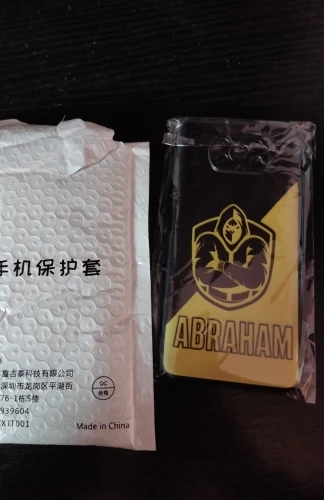 手机保护套
鑫吉泰科技有限公司
深圳市龙岗区平湖街
76-1栋5楼
939604
XJT001
QC
合格
Made in China
ABRAHAM